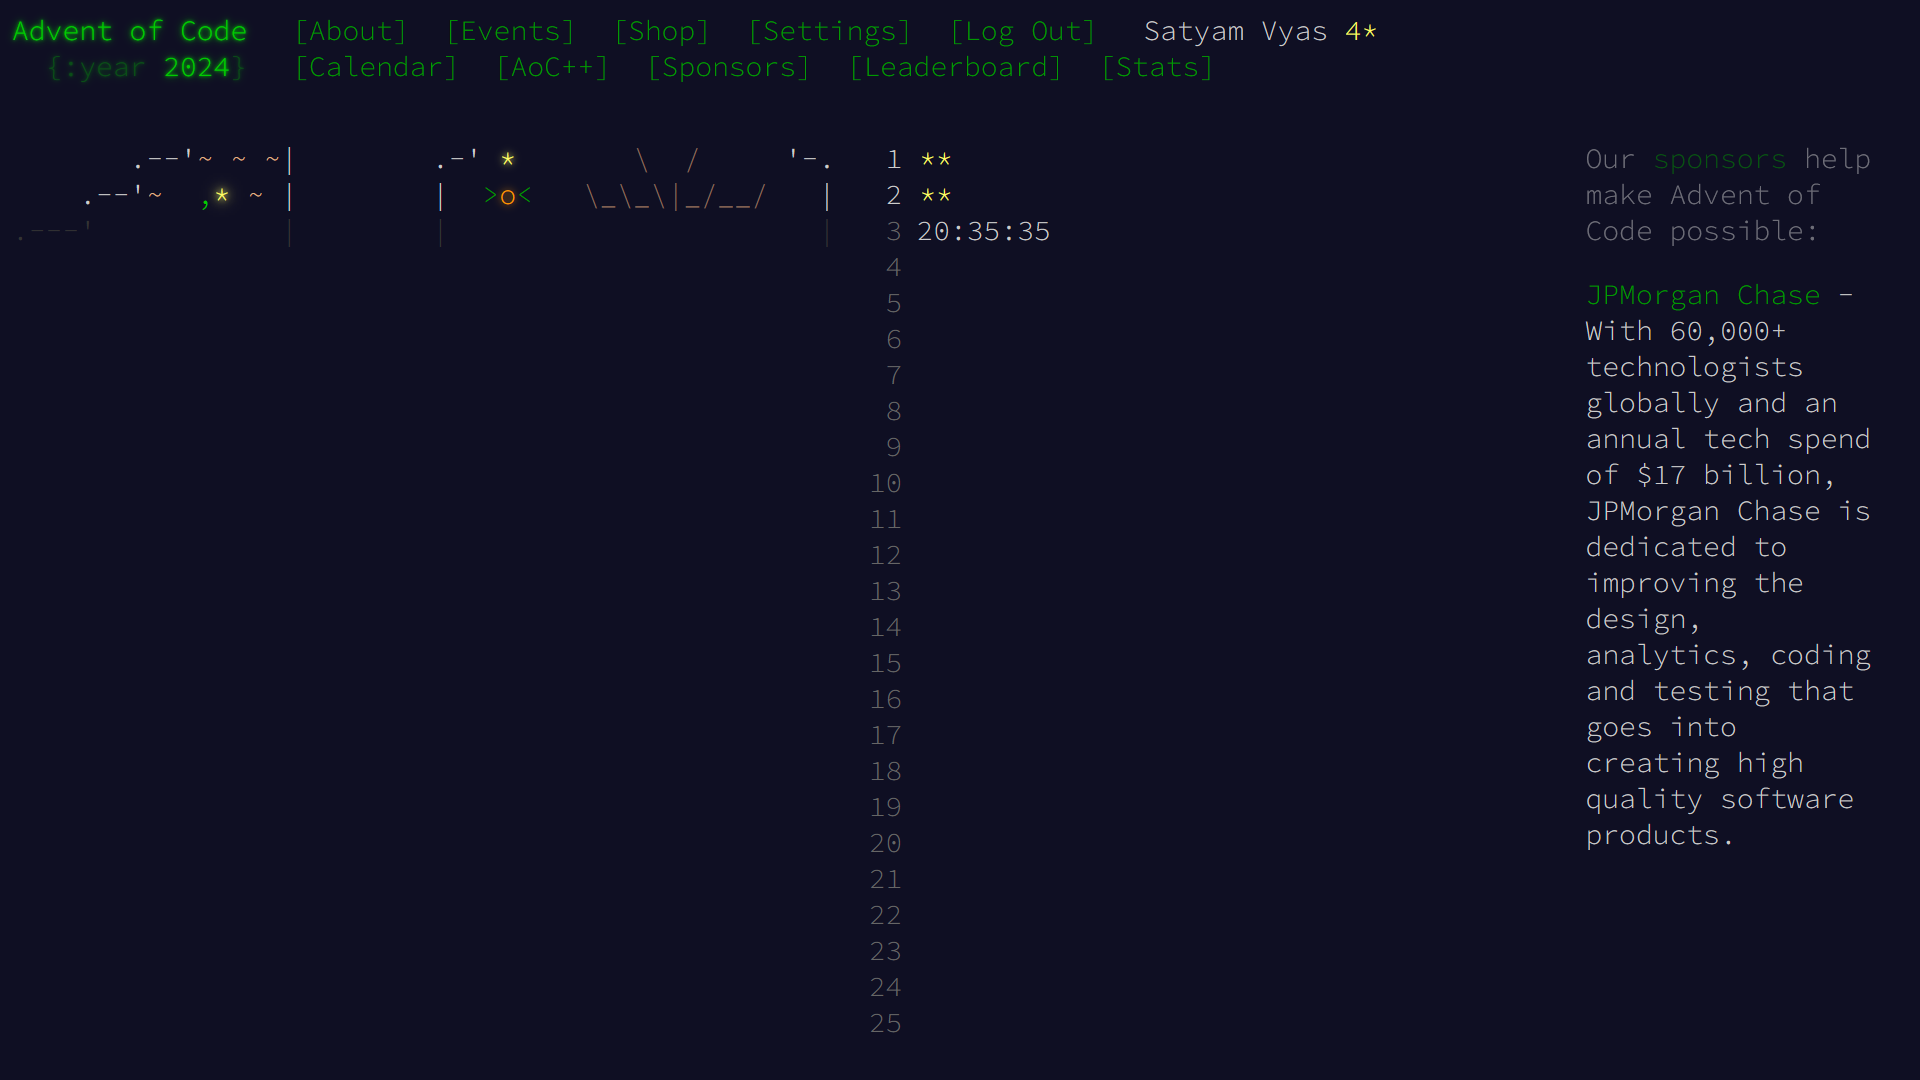 Advent of Code [About] [Events] [Shop] [Settings] [Log Out] Satyam Vyas 4*
{:year 2024} [Calendar] [AoC++] [Sponsors] [Leaderboard] [Stats]
.--'~ ~ ~| .-' * \ / '-. 1 **
.--'~ ,* ~ | | >o< \_\_\|_/__/ | 2 **
.---' | | | 3 20:35:35
4
5
6
7
8
9
10
11
12
13
14
15
16
17
18
19
20
21
22
23
24
25
Our sponsors help
make Advent of
Code possible:
JPMorgan Chase -
With 60,000+
technologists
globally and an
annual tech spend
of $17 billion,
JPMorgan Chase is
dedicated to
improving the
design,
analytics, coding
and testing that
goes into
creating high
quality software
products.